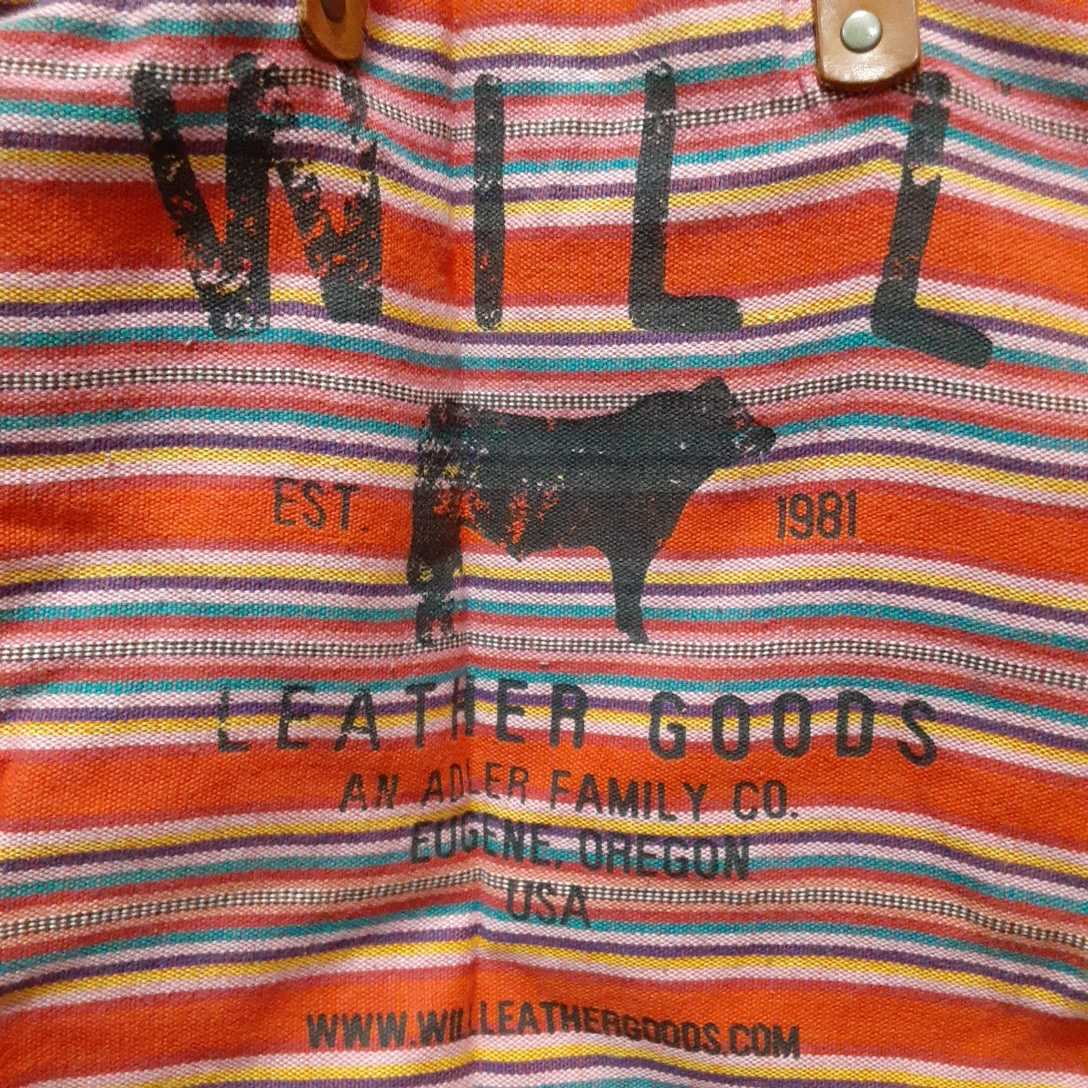 WILL
EST. 1981
LEATHER GOODS
AN ADLER FAMILY CO.
EUGENE, OREGON
USA
WWW.WILLLEATHERGOODS.COM